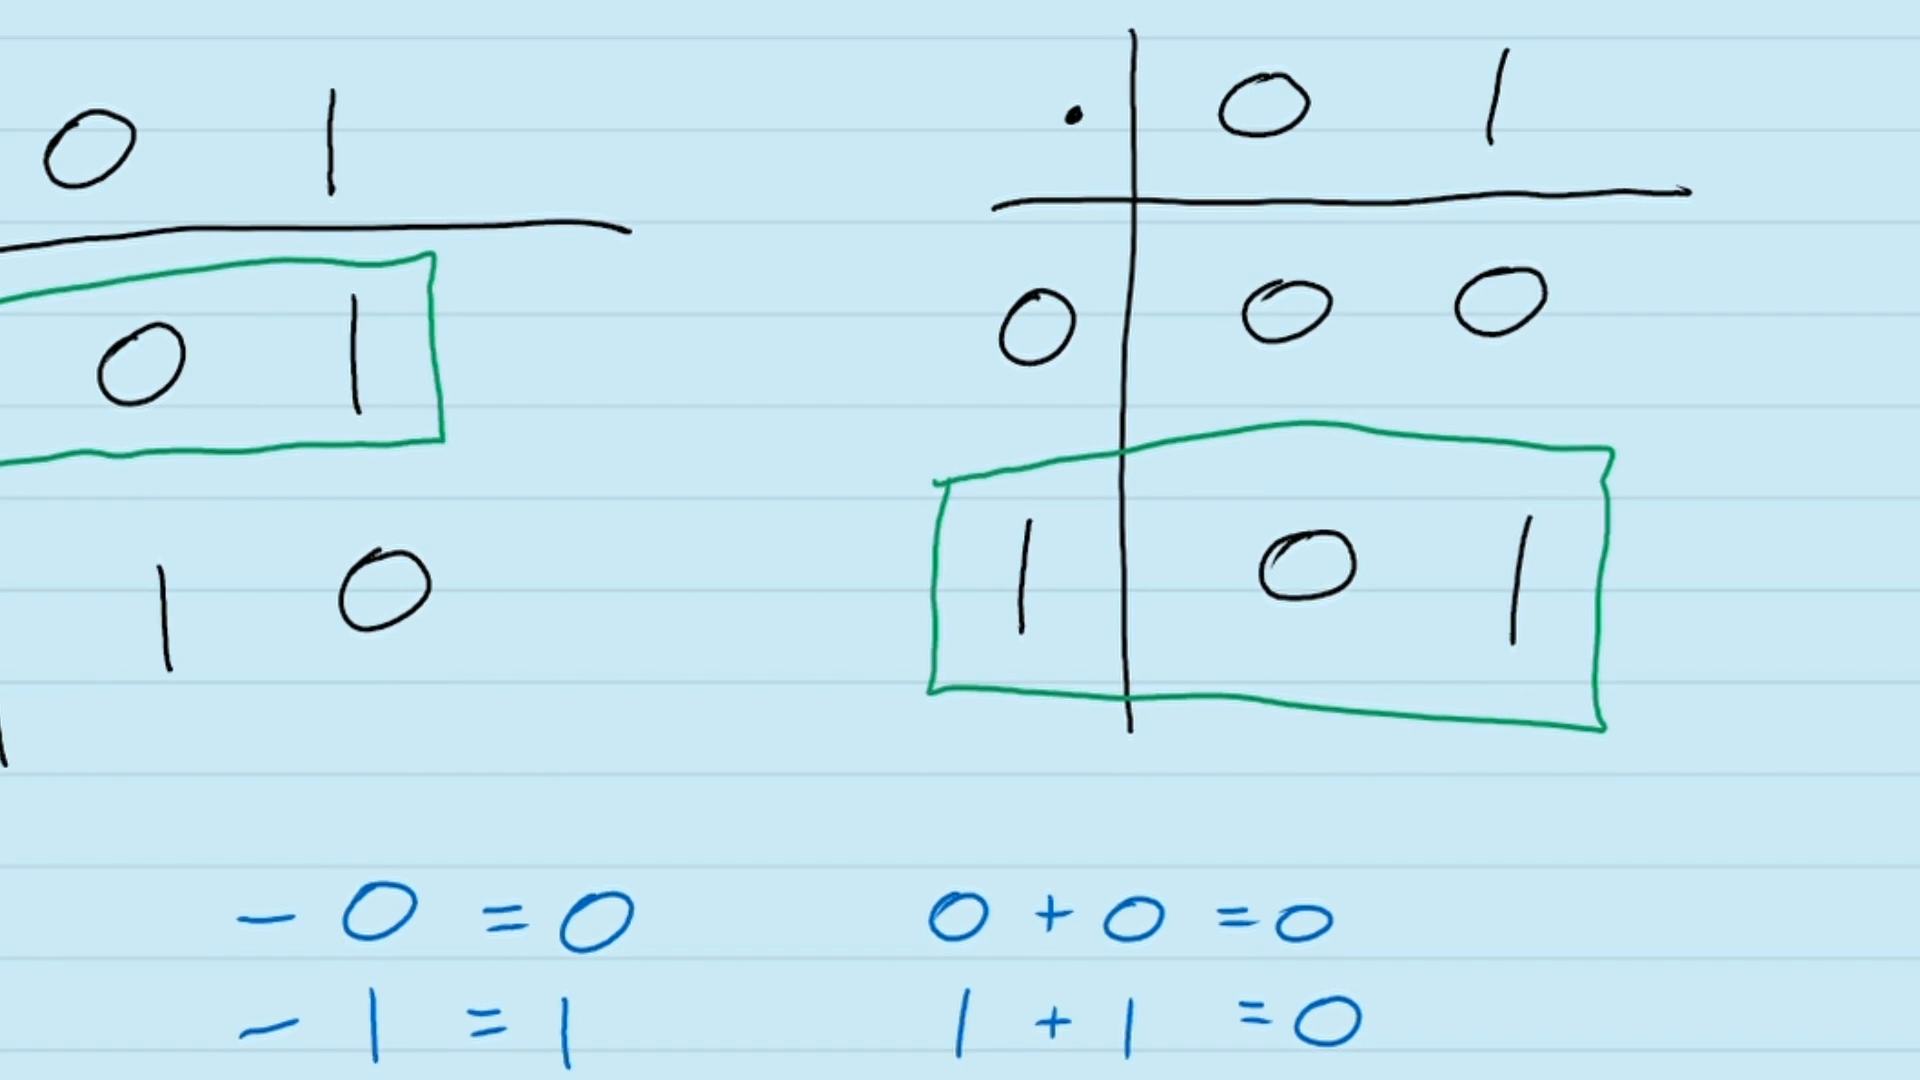 0 1
0 1
1 0
· 0 1
0 0 0
1 0 1
- 0 = 0
- 1 = 1
0 + 0 = 0
1 + 1 = 0